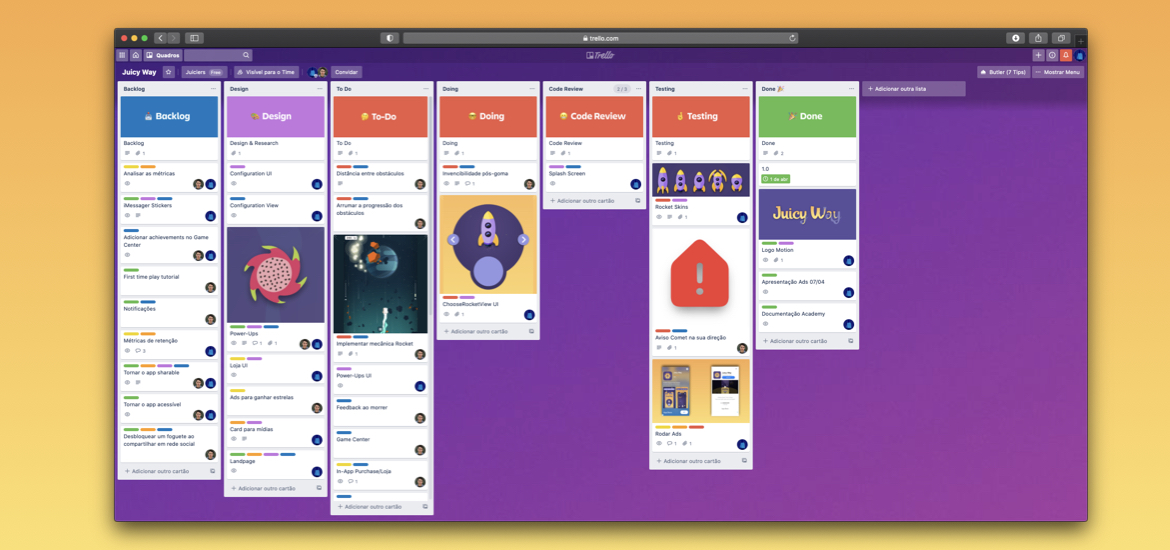 trello.com
Quadros
Trello
Juicy Way
Juiciers
Free
Visível para o Time
Convidar
Butler (7 Tips)
Mostrar Menu
Backlog
Backlog
Backlog
1
Analisar as métricas
iMessager Stickers
Adicionar achievements no Game
Center
First time play tutorial
Notificações
Métricas de retenção
3
Tornar o app sharable
Tornar o app acessível
Desbloquear um foguete ao
compartilhar em rede social
+ Adicionar outro cartão
Design
Design
Design & Research
1
Configuration UI
Configuration View
Power-Ups
1
1
Loja UI
Ads para ganhar estrelas
Card para mídias
Landpage
+ Adicionar outro cartão
To Do
To-Do
To Do
1
Distância entre obstáculos
Arrumar a progressão dos
obstáculos
Implementar mecânica Rocket
1
Power-Ups UI
Feedback ao morrer
Game Center
In-App Purchase/Loja
1
+ Adicionar outro cartão
Doing
Doing
Doing
1
Invencibilidade pós-goma
1
ChooseRocketView UI
1
+ Adicionar outro cartão
Code Review
2 / 3
Code Review
Code Review
1
Splash Screen
+ Adicionar outro cartão
Testing
Testing
Testing
1
Rocket Skins
1
Aviso Comet na sua direção
1
Rodar Ads
1
1
+ Adicionar outro cartão
Done
Done
Done
2
1.0
1 de abr
Juicy Way
Logo Motion
1
Apresentação Ads 07/04
Documentação Academy
+ Adicionar outro cartão
+ Adicionar outra lista